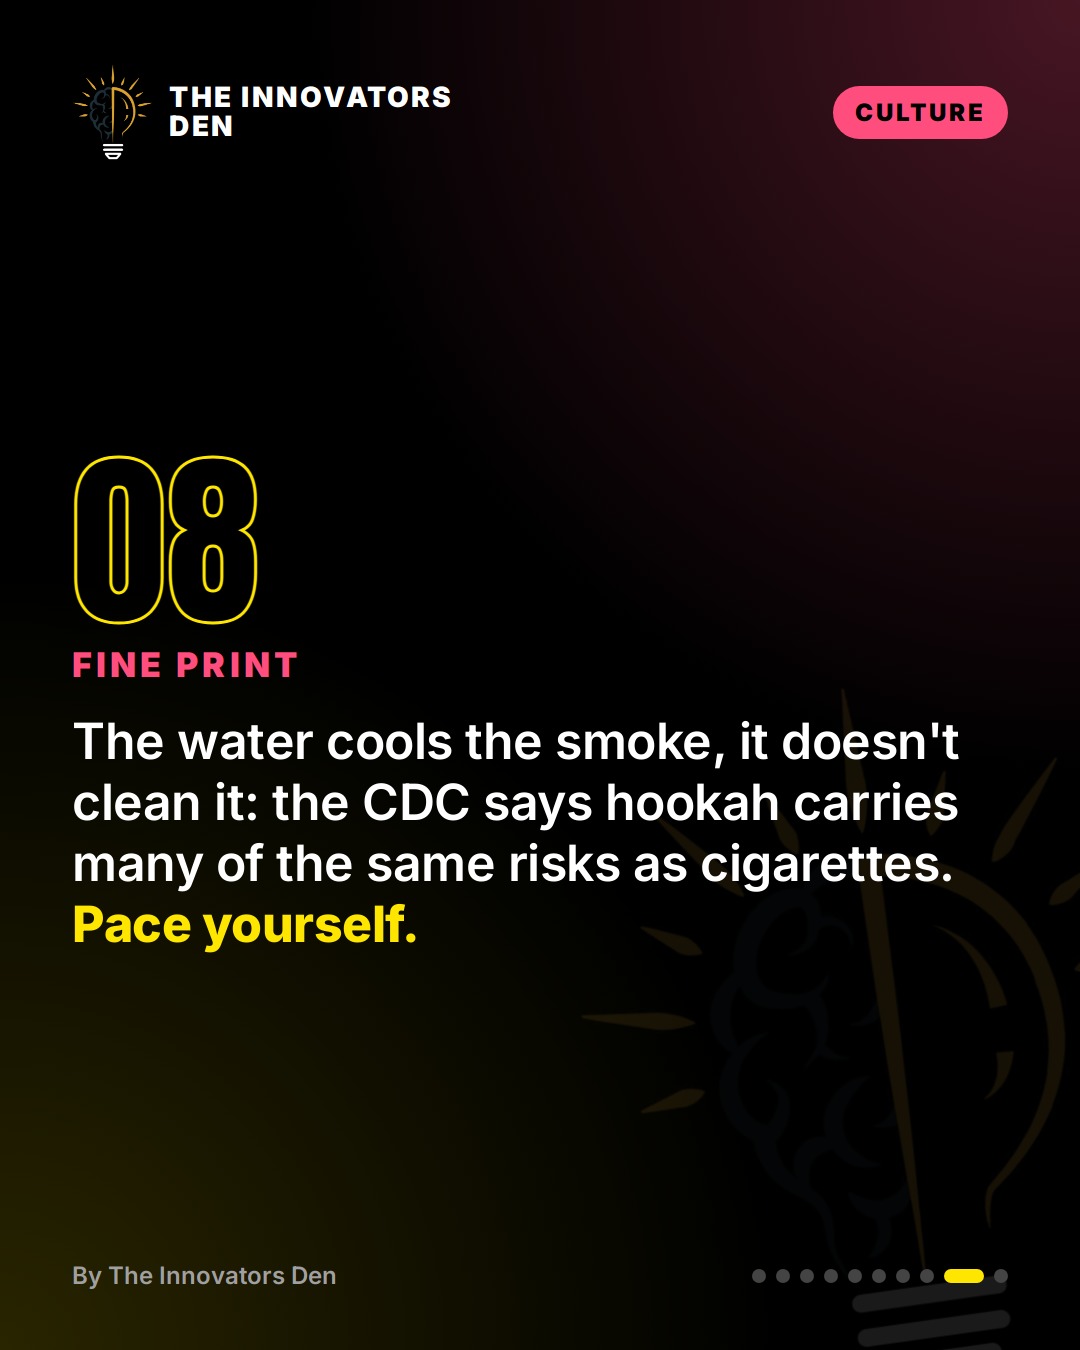 THE INNOVATORS
DEN
CULTURE
08
FINE PRINT
The water cools the smoke, it doesn't
clean it: the CDC says hookah carries
many of the same risks as cigarettes.
Pace yourself.
By The Innovators Den